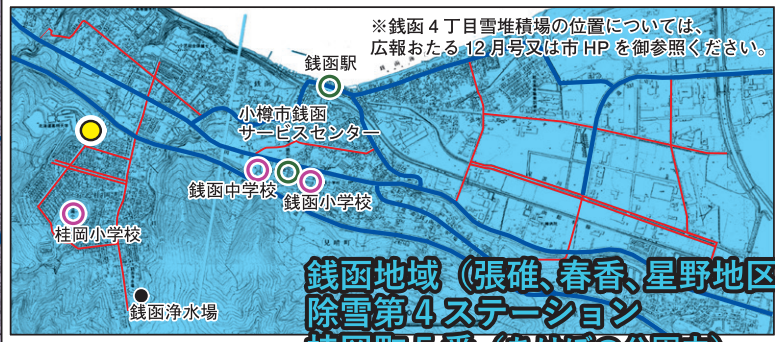 ※銭函4丁目雪堆積場の位置については、
広報おたる12月号又は市HPを御参照ください。
銭函駅
小樽市銭函
サービスセンター
銭函中学校
銭函小学校
桂岡小学校
見晴町
銭函浄水場
銭函地域（張碓、春香、星野地区
除雪第4ステーション